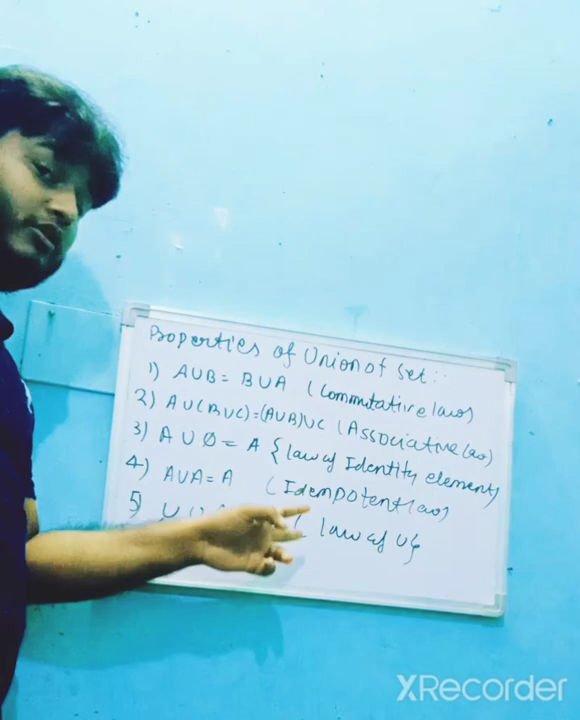 Properties of Union of Set :-
1) AUB = BUA (Commutative law)
2) AU(BUC)=(AUB)UC (Associative law)
3) A U Ø = A { law of Identity element }
4) AUA = A (Idempotent law)
5) U U { law of U }
XRecorder